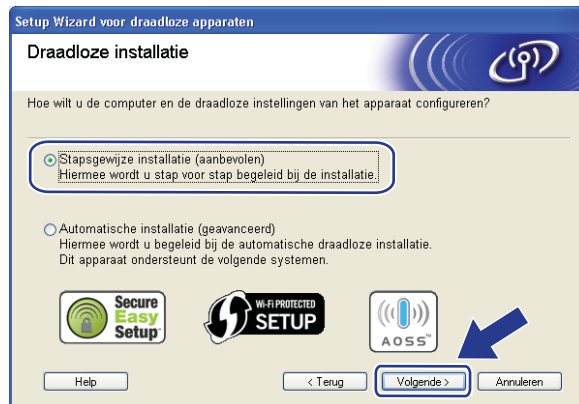 Setup Wizard voor draadloze apparaten
Draadloze installatie
Hoe wilt u de computer en de draadloze instellingen van het apparaat configureren?
Stapsgewijze installatie (aanbevolen)
Hiermee wordt u stap voor stap begeleid bij de installatie.
Automatische installatie (geavanceerd)
Hiermee wordt u begeleid bij de automatische draadloze installatie.
Dit apparaat ondersteunt de volgende systemen.
Secure
Easy
Setup™
Wi-Fi PROTECTED
SETUP
AOSS™
Help
< Terug
Volgende >
Annuleren